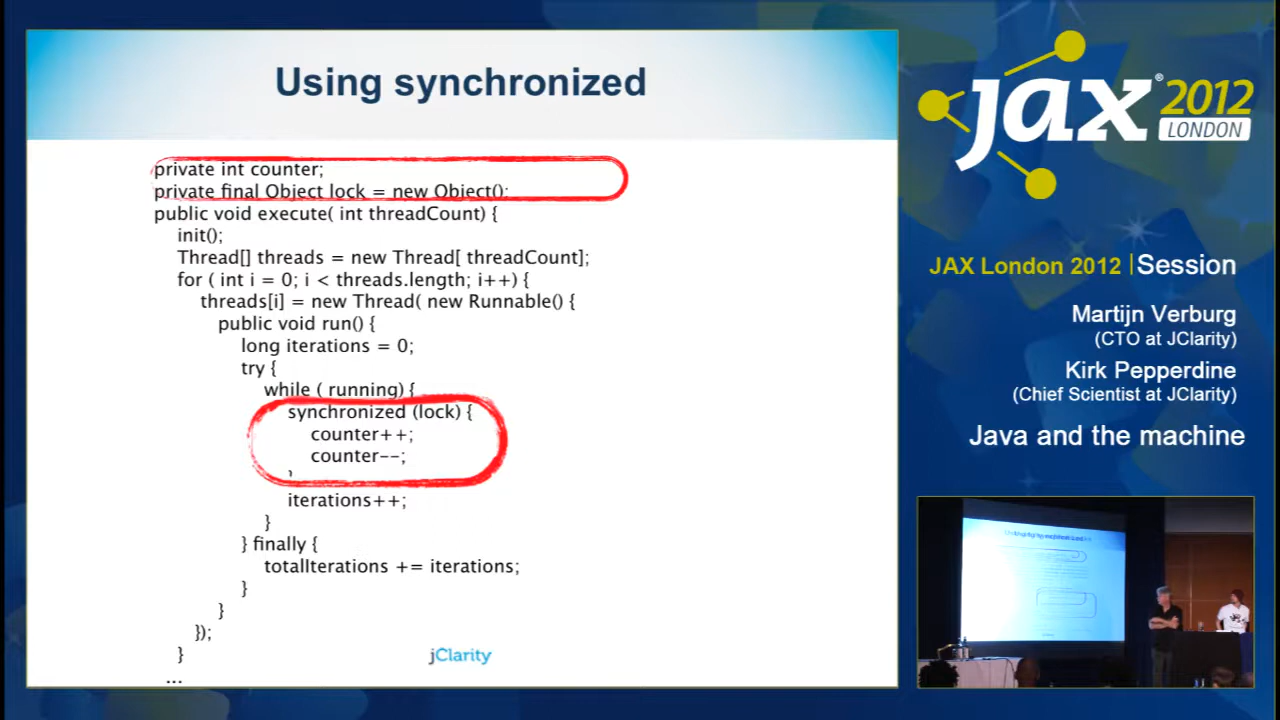 Using synchronized
private int counter;
private final Object lock = new Object();
public void execute( int threadCount) {
init();
Thread[] threads = new Thread[ threadCount];
for ( int i = 0; i < threads.length; i++) {
threads[i] = new Thread( new Runnable() {
public void run() {
long iterations = 0;
try {
while ( running) {
synchronized (lock) {
counter++;
counter--;
}
iterations++;
}
} finally {
totalIterations += iterations;
}
}
});
}
...
jClarity
jax® 2012
LONDON
JAX London 2012 | Session
Martijn Verburg
(CTO at JClarity)
Kirk Pepperdine
(Chief Scientist at JClarity)
Java and the machine